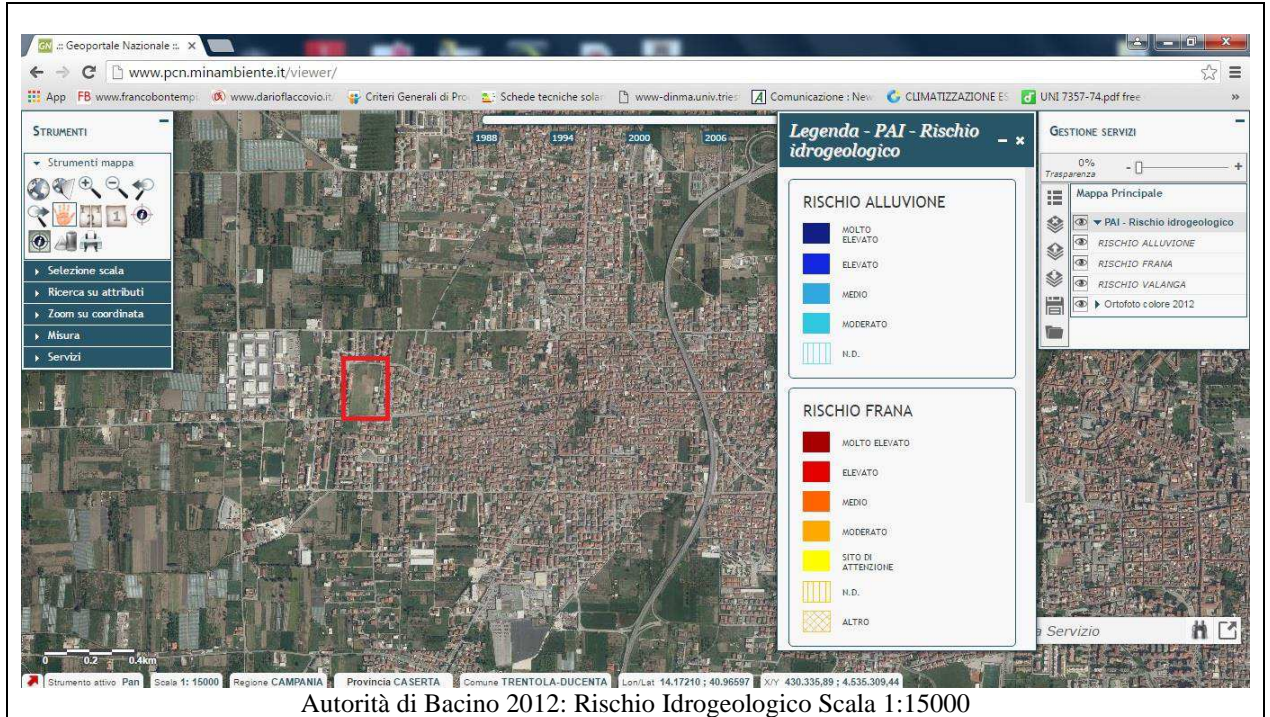 GN .:: Geoportale Nazionale ::. ×
www.pcn.minambiente.it/viewer/
App FB www.francobontemp www.darioflaccovio.it Criteri Generali di Pro Schede tecniche sola www-dinma.univ.tries Comunicazione : New CLIMATIZZAZIONE ES UNI 7357-74.pdf free »
STRUMENTI
Strumenti mappa
Selezione scala
Ricerca su attributi
Zoom su coordinata
Misura
Servizi
1988 1994 2000 2006
Legenda - PAI - Rischio
idrogeologico
RISCHIO ALLUVIONE
MOLTO
ELEVATO
ELEVATO
MEDIO
MODERATO
N.D.
RISCHIO FRANA
MOLTO ELEVATO
ELEVATO
MEDIO
MODERATO
SITO DI
ATTENZIONE
N.D.
ALTRO
GESTIONE SERVIZI
0%
Trasparenza - +
Mappa Principale
PAI - Rischio idrogeologico
RISCHIO ALLUVIONE
RISCHIO FRANA
RISCHIO VALANGA
Ortofoto colore 2012
a Servizio
0 0.2 0.4km
Strumento attivo Pan Scala 1: 15000 Regione CAMPANIA Provincia CASERTA Comune TRENTOLA-DUCENTA Lon/Lat 14.17210 ; 40.96597 X/Y 430.335,89 ; 4.535.309,44
Autorità di Bacino 2012: Rischio Idrogeologico Scala 1:15000